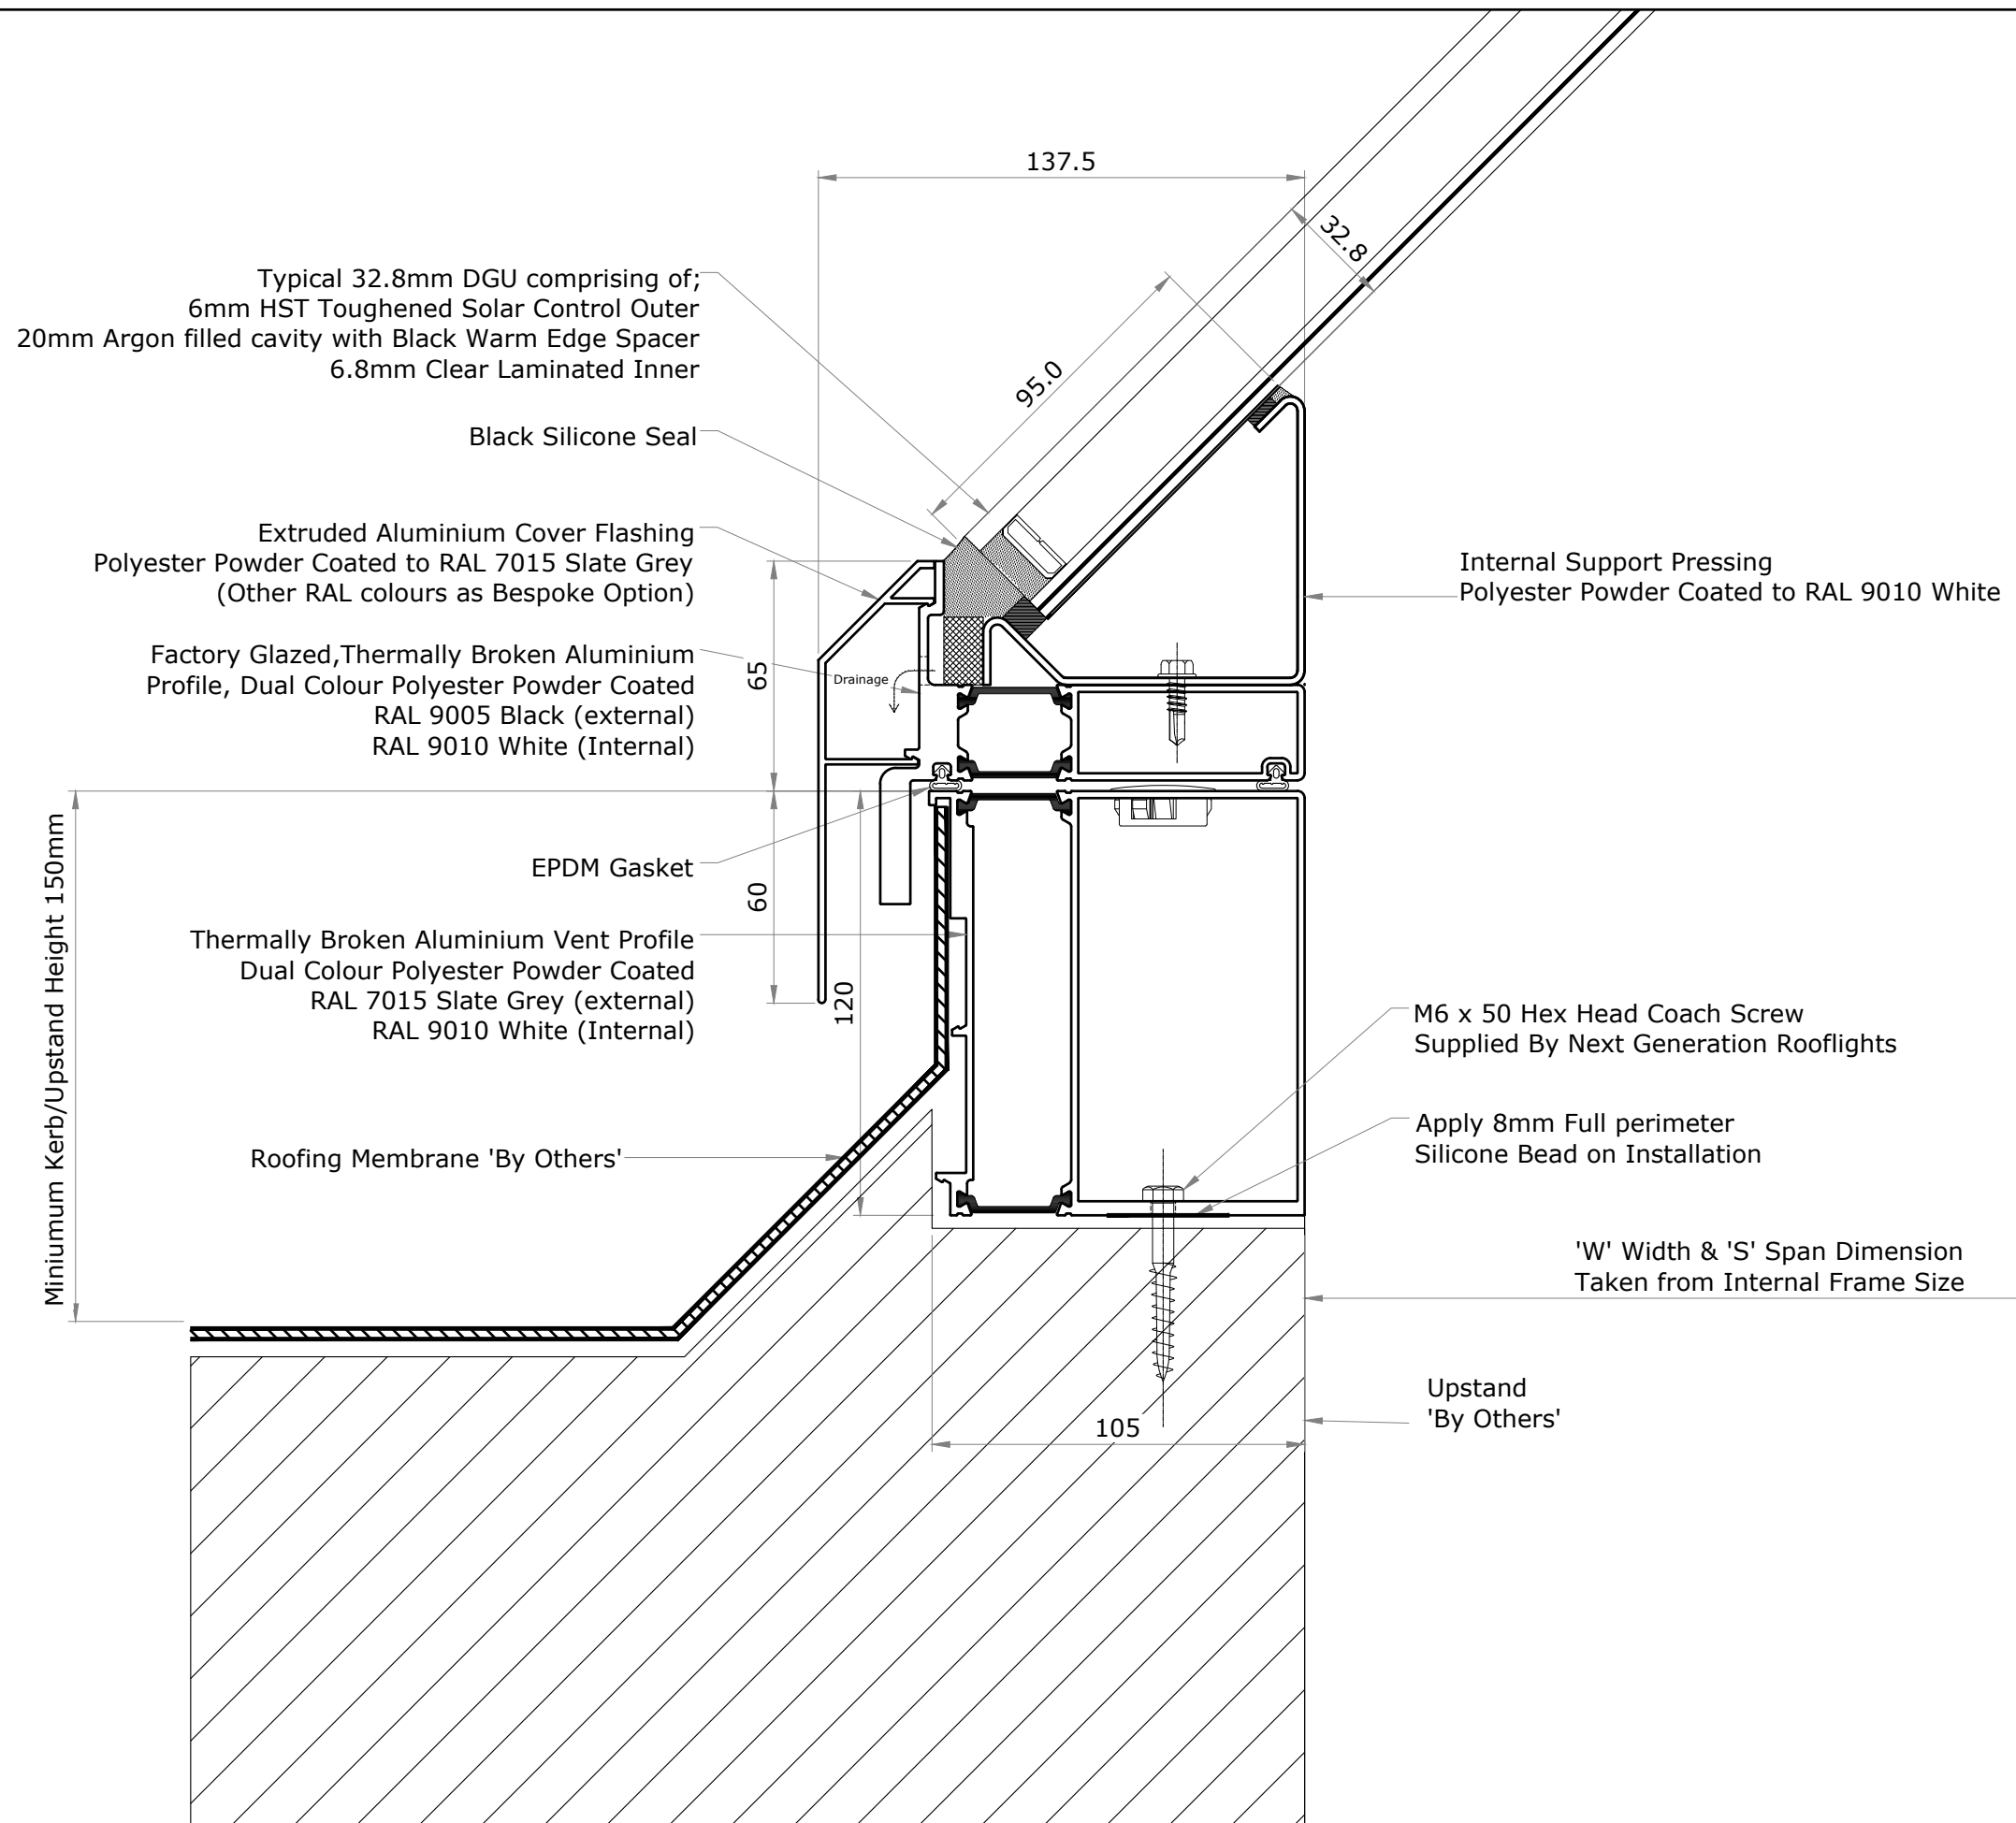 137.5
32.8
Typical 32.8mm DGU comprising of;
6mm HST Toughened Solar Control Outer
20mm Argon filled cavity with Black Warm Edge Spacer
6.8mm Clear Laminated Inner
95.0
Black Silicone Seal
Extruded Aluminium Cover Flashing
Polyester Powder Coated to RAL 7015 Slate Grey
(Other RAL colours as Bespoke Option)
Internal Support Pressing
Polyester Powder Coated to RAL 9010 White
Factory Glazed,Thermally Broken Aluminium
Profile, Dual Colour Polyester Powder Coated
RAL 9005 Black (external)
RAL 9010 White (Internal)
65
Drainage
EPDM Gasket
60
Minimum Kerb/Upstand Height 150mm
Thermally Broken Aluminium Vent Profile
Dual Colour Polyester Powder Coated
RAL 7015 Slate Grey (external)
RAL 9010 White (Internal)
120
M6 x 50 Hex Head Coach Screw
Supplied By Next Generation Rooflights
Apply 8mm Full perimeter
Silicone Bead on Installation
Roofing Membrane 'By Others'
'W' Width & 'S' Span Dimension
Taken from Internal Frame Size
Upstand
'By Others'
105